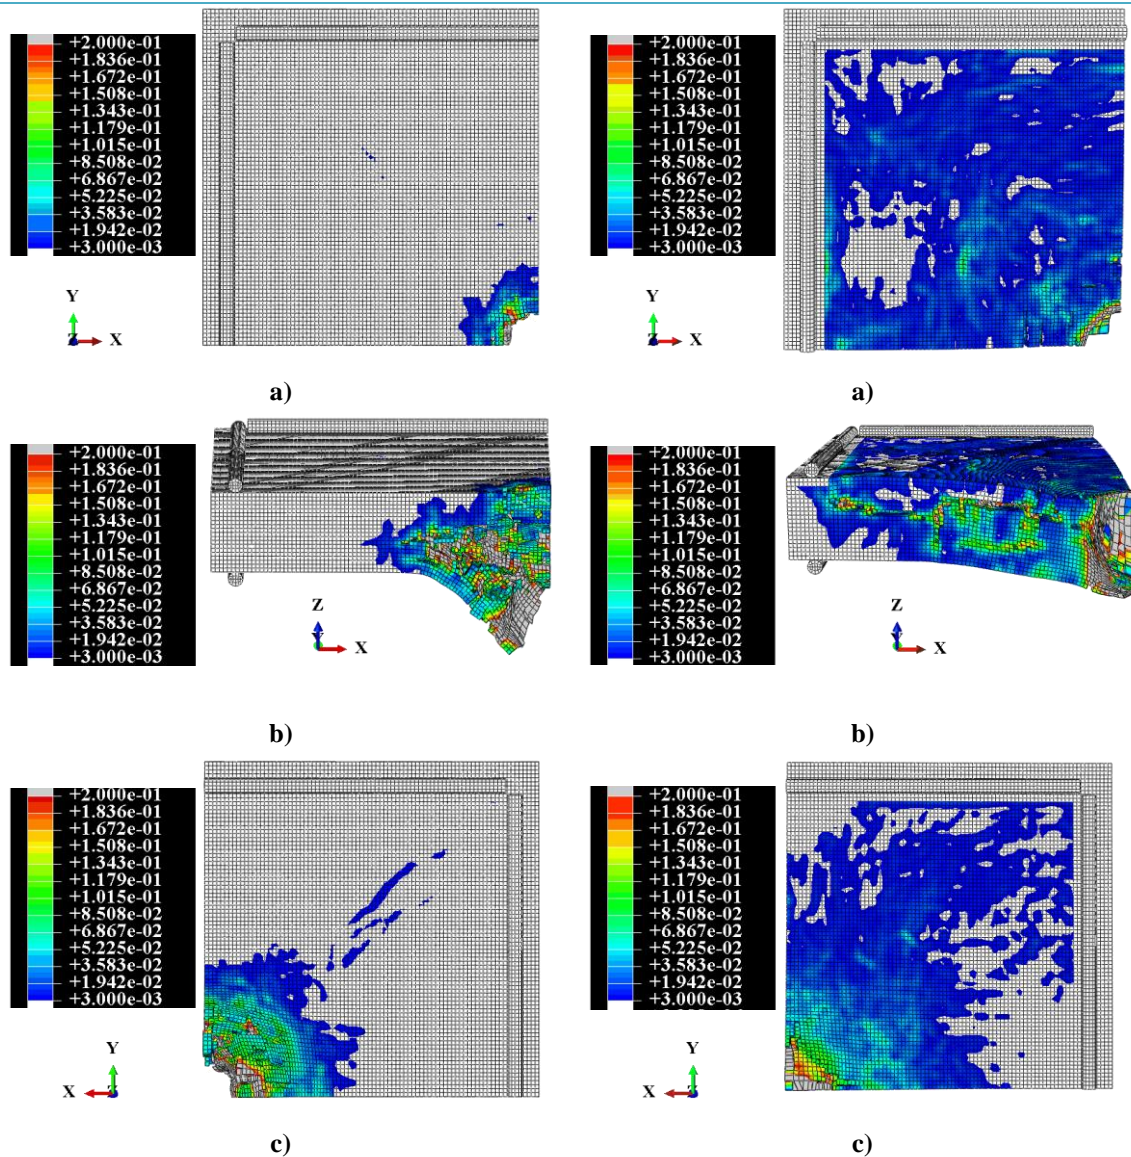 +2.000e-01
+1.836e-01
+1.672e-01
+1.508e-01
+1.343e-01
+1.179e-01
+1.015e-01
+8.508e-02
+6.867e-02
+5.225e-02
+3.583e-02
+1.942e-02
+3.000e-03
Y
Z
X
a)
+2.000e-01
+1.836e-01
+1.672e-01
+1.508e-01
+1.343e-01
+1.179e-01
+1.015e-01
+8.508e-02
+6.867e-02
+5.225e-02
+3.583e-02
+1.942e-02
+3.000e-03
Y
Z
X
a)
+2.000e-01
+1.836e-01
+1.672e-01
+1.508e-01
+1.343e-01
+1.179e-01
+1.015e-01
+8.508e-02
+6.867e-02
+5.225e-02
+3.583e-02
+1.942e-02
+3.000e-03
Z
Y
X
b)
+2.000e-01
+1.836e-01
+1.672e-01
+1.508e-01
+1.343e-01
+1.179e-01
+1.015e-01
+8.508e-02
+6.867e-02
+5.225e-02
+3.583e-02
+1.942e-02
+3.000e-03
Z
Y
X
b)
+2.000e-01
+1.836e-01
+1.672e-01
+1.508e-01
+1.343e-01
+1.179e-01
+1.015e-01
+8.508e-02
+6.867e-02
+5.225e-02
+3.583e-02
+1.942e-02
+3.000e-03
Y
X
Z
c)
+2.000e-01
+1.836e-01
+1.672e-01
+1.508e-01
+1.343e-01
+1.179e-01
+1.015e-01
+8.508e-02
+6.867e-02
+5.225e-02
+3.583e-02
+1.942e-02
+3.000e-03
Y
X
Z
c)